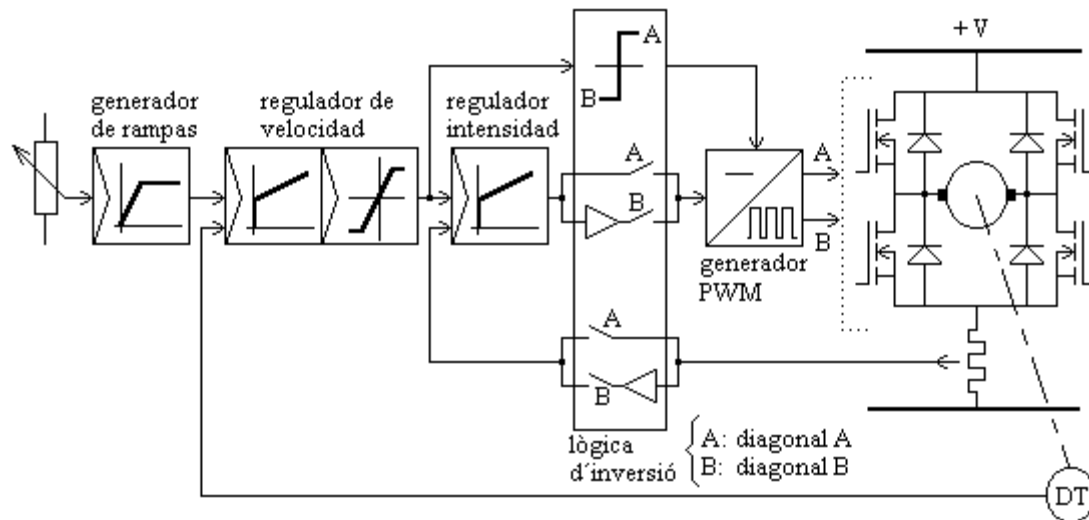 +V
A
B
generador
de rampas
regulador de
velocidad
regulador
intensidad
A
B
A
B
generador
PWM
A
B
lògica
d´inversió
A: diagonal A
B: diagonal B
DT